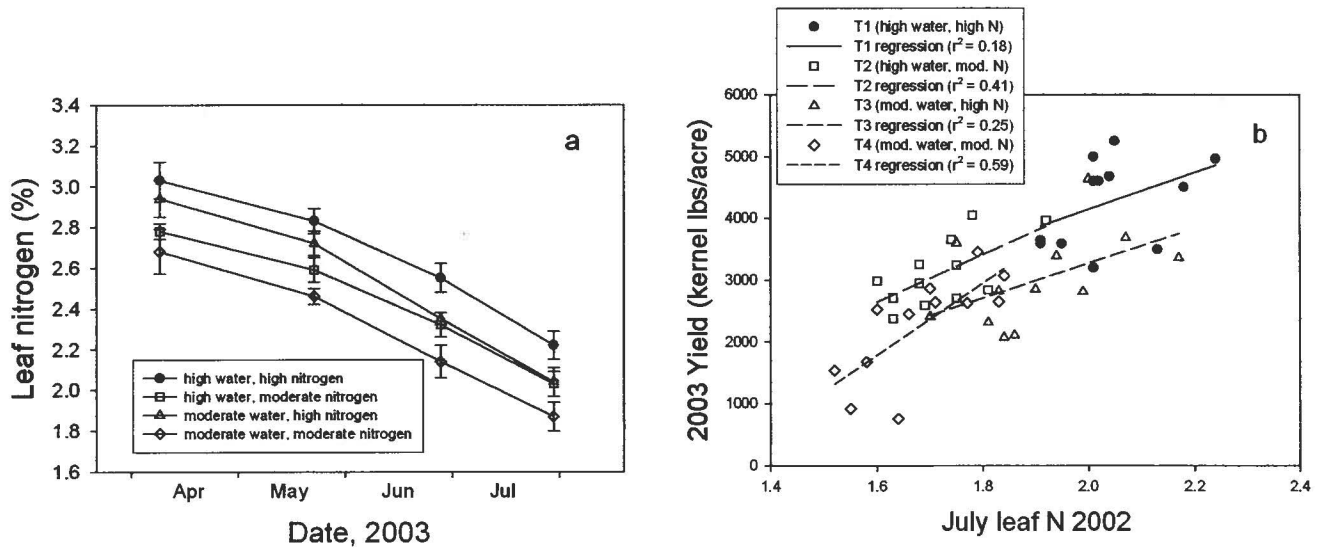 a
Leaf nitrogen (%)
3.4
3.2
3.0
2.8
2.6
2.4
2.2
2.0
1.8
1.6
high water, high nitrogen
high water, moderate nitrogen
moderate water, high nitrogen
moderate water, moderate nitrogen
Apr May Jun Jul
Date, 2003
T1 (high water, high N)
T1 regression (r² = 0.18)
T2 (high water, mod. N)
T2 regression (r² = 0.41)
T3 (mod. water, high N)
T3 regression (r² = 0.25)
T4 (mod. water, mod. N)
T4 regression (r² = 0.59)
b
2003 Yield (kernel lbs/acre)
6000
5000
4000
3000
2000
1000
0
1.4 1.6 1.8 2.0 2.2 2.4
July leaf N 2002